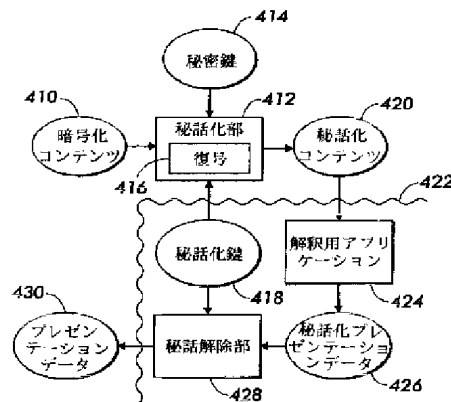 414
秘密鍵
410
412
420
暗号化
コンテンツ
秘話化部
416
復号
秘話化
コンテンツ
422
秘話化鍵
418
解釈用アプリ
ケーション
424
430
プレゼン
テーション
データ
秘話解除部
428
秘話化プレ
ゼンテーショ
ンデータ
426